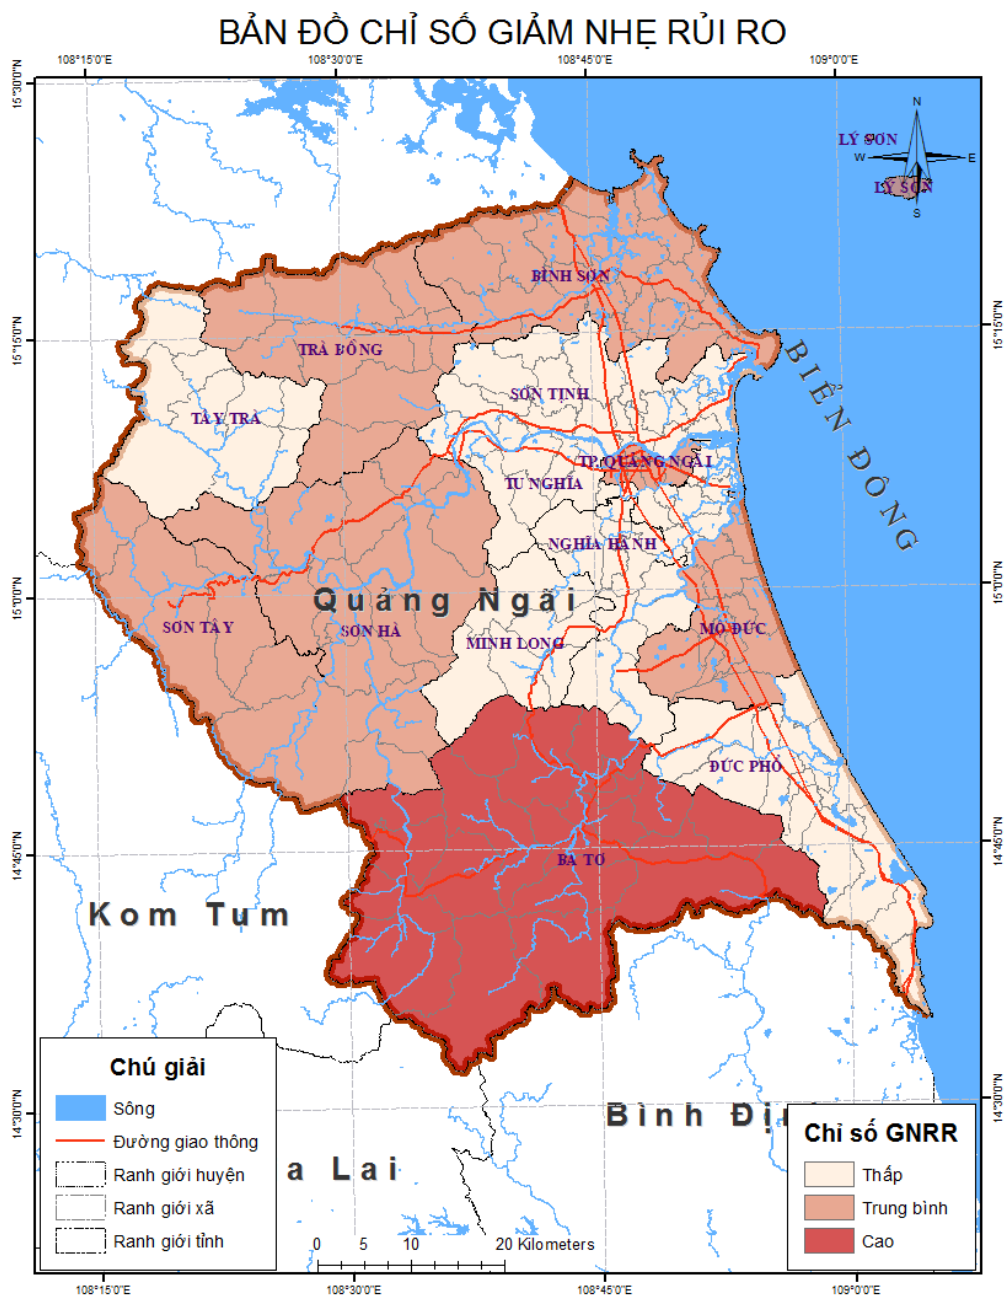 BẢN ĐỒ CHỈ SỐ GIẢM NHẸ RỦI RO
108°15'0"E 108°30'0"E 108°45'0"E 109°0'0"E
15°30'0"N
N
LÝ SƠN
W E
LÝ SƠN
S
BÌNH SƠN
15°15'0"N 15°15'0"N
TRÀ BỒNG
BIỂN ĐÔNG
SƠN TỊNH
TÂY TRÀ
TP.QUẢNG NGÃI
TƯ NGHĨA
NGHĨA HÀNH
15°0'0"N 15°0'0"N
Quảng Ngãi
SƠN TÂY SƠN HÀ MỘ ĐỨC
MINH LONG
ĐỨC PHỔ
14°45'0"N 14°45'0"N
BA TƠ
Kom Tum
Chú giải
Sông
Đường giao thông
Ranh giới huyện
Ranh giới xã
Ranh giới tỉnh
14°30'0"N 14°30'0"N
Bình Địn
a Lai
Chỉ số GNRR
Thấp
Trung bình
Cao
0 5 10 20 Kilometers
108°15'0"E 108°30'0"E 108°45'0"E 109°0'0"E